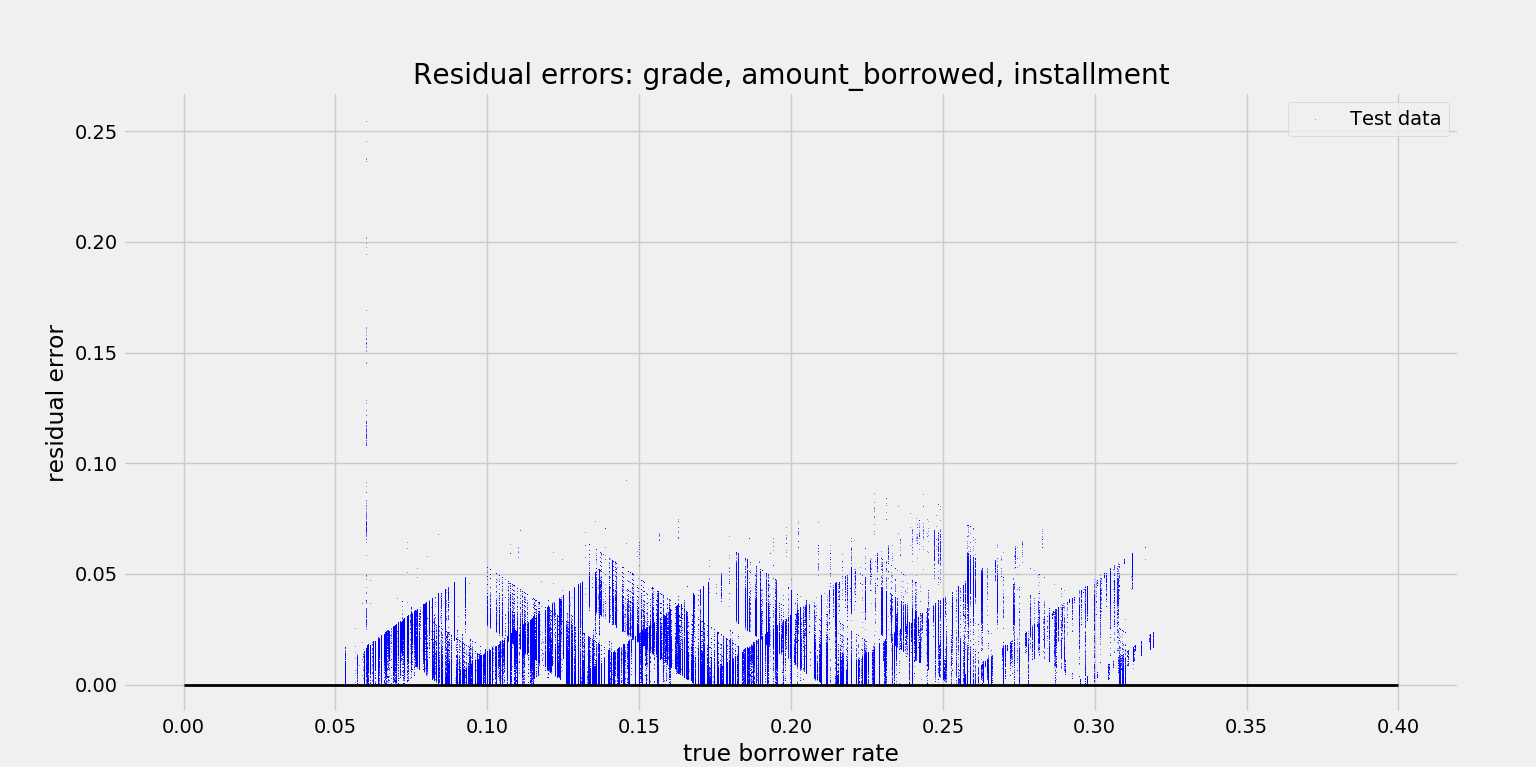 Residual errors: grade, amount_borrowed, installment
Test data
residual error
0.25
0.20
0.15
0.10
0.05
0.00
0.00 0.05 0.10 0.15 0.20 0.25 0.30 0.35 0.40
true borrower rate